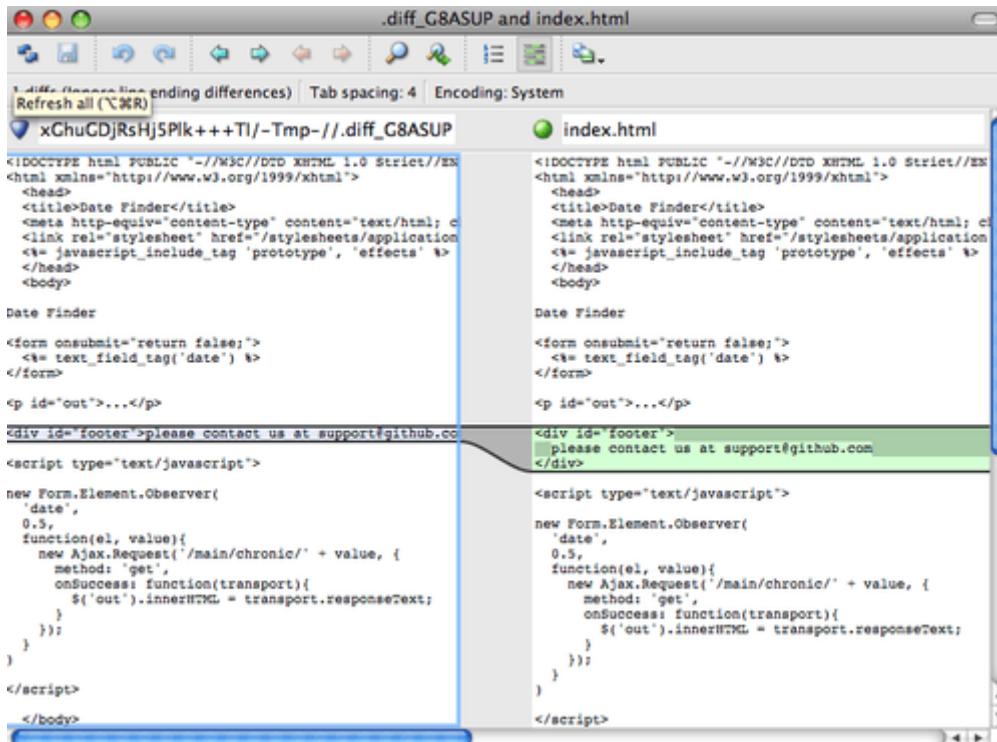 .diff_G8ASUP and index.html
ending differences) Tab spacing: 4 Encoding: System
Refresh all (⌥⌘R)
xGhuGDjRsHj5Plk+++TI/-Tmp-//.diff_G8ASUP
<!DOCTYPE html PUBLIC "-//W3C//DTD XHTML 1.0 Strict//EN
<html xmlns="http://www.w3.org/1999/xhtml">
<head>
<title>Date Finder</title>
<meta http-equiv="content-type" content="text/html; c
<link rel="stylesheet" href="/stylesheets/application
<%= javascript_include_tag 'prototype', 'effects' %>
</head>
<body>
Date Finder
<form onsubmit="return false;">
<%= text_field_tag('date') %>
</form>
<p id="out">...</p>
<div id="footer">please contact us at support@github.co
<script type="text/javascript">
new Form.Element.Observer(
'date',
0.5,
function(el, value){
new Ajax.Request('/main/chronic/' + value, {
method: 'get',
onSuccess: function(transport){
$('out').innerHTML = transport.responseText;
}
});
}
)
</script>
</body>
index.html
<!DOCTYPE html PUBLIC "-//W3C//DTD XHTML 1.0 Strict//EN
<html xmlns="http://www.w3.org/1999/xhtml">
<head>
<title>Date Finder</title>
<meta http-equiv="content-type" content="text/html; c
<link rel="stylesheet" href="/stylesheets/application
<%= javascript_include_tag 'prototype', 'effects' %>
</head>
<body>
Date Finder
<form onsubmit="return false;">
<%= text_field_tag('date') %>
</form>
<p id="out">...</p>
<div id="footer">
please contact us at support@github.com
</div>
<script type="text/javascript">
new Form.Element.Observer(
'date',
0.5,
function(el, value){
new Ajax.Request('/main/chronic/' + value, {
method: 'get',
onSuccess: function(transport){
$('out').innerHTML = transport.responseText;
}
});
}
)
</script>